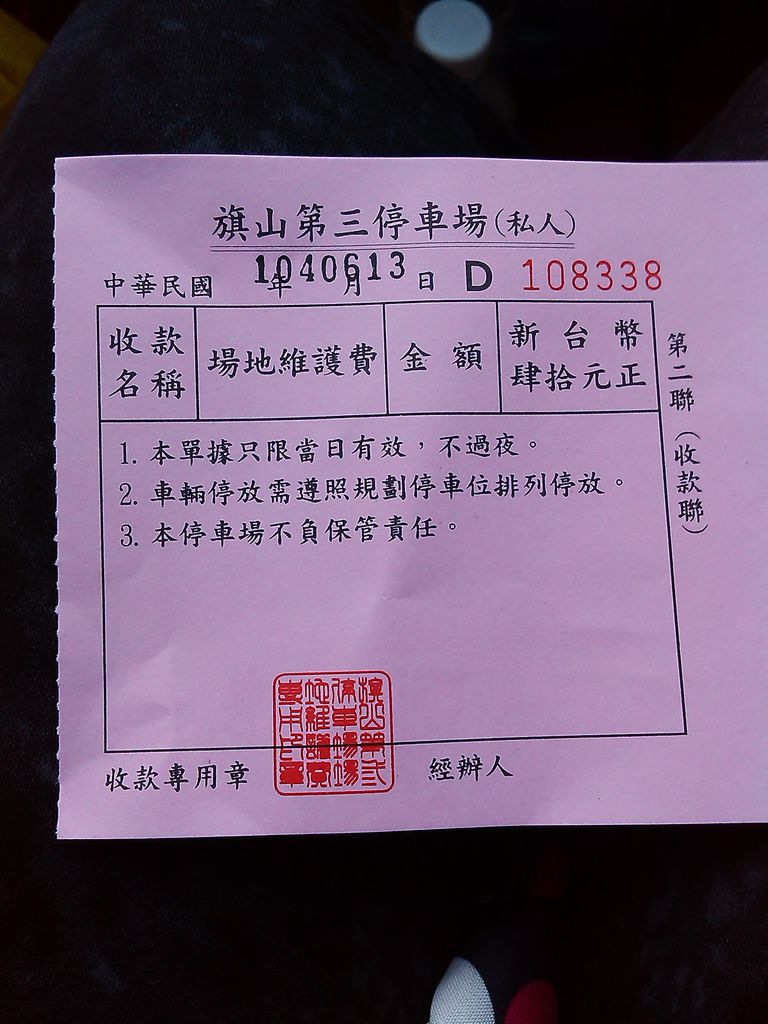 旗山第三停車場(私人)
中華民國 年 月 日 D 108338
1040613
收款名稱 場地維護費 金額 新台幣肆拾元正
1. 本單據只限當日有效，不過夜。
2. 車輛停放需遵照規劃停車位排列停放。
3. 本停車場不負保管責任。
第二聯(收款聯)
收款專用章 經辦人